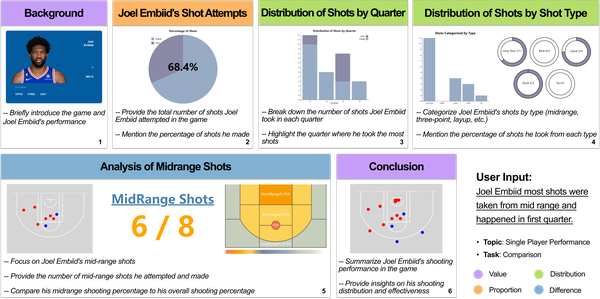 Background
-- Briefly introduce the game and
Joel Embiid's performance
1
Joel Embiid's Shot Attempts
Percentage of Shots
68.4%
-- Provide the total number of shots Joel
Embiid attempted in the game
-- Mention the percentage of shots he made
2
Distribution of Shots by Quarter
Distribution of Shots by Quarter
-- Break down the number of shots Joel Embiid
took in each quarter
-- Highlight the quarter where he took the most
shots
3
Distribution of Shots by Shot Type
Shots Categorized by Type
-- Categorize Joel Embiid's shots by type (midrange,
three-point, layup, etc.)
-- Mention the percentage of shots he took from each type
4
Analysis of Midrange Shots
MidRange Shots
6 / 8
-- Focus on Joel Embiid's mid-range shots
-- Provide the number of mid-range shots he attempted and made
-- Compare his midrange shooting percentage to his overall shooting percentage
5
Conclusion
-- Summarize Joel Embiid's shooting
performance in the game
-- Provide insights on his shooting
distribution and effectiveness
6
User Input:
Joel Embiid most shots were
taken from mid range and
happened in first quarter.
• Topic: Single Player Performance
• Task: Comparison
Value
Distribution
Proportion
Difference